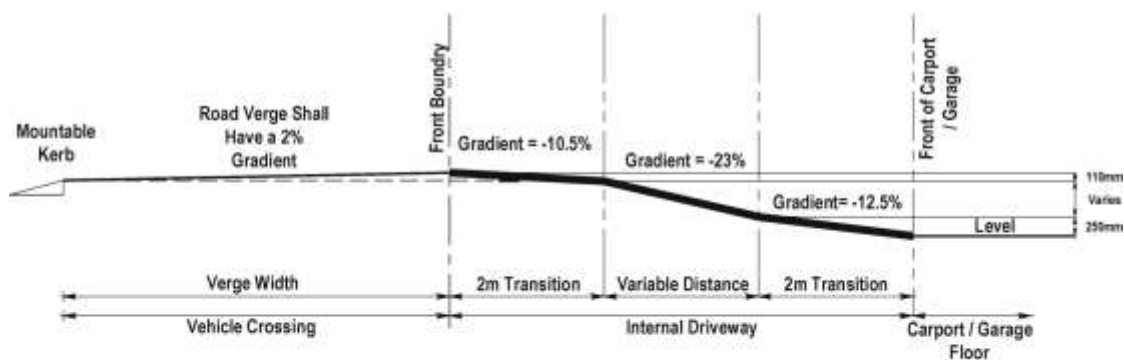 Mountable
Kerb
Road Verge Shall
Have a 2%
Gradient
Front Boundry
Gradient = -10.5%
Gradient = -23%
Gradient= -12.5%
Front of Carport
/ Garage
110mm
Varies
250mm
Level
Verge Width
2m Transition
Variable Distance
2m Transition
Vehicle Crossing
Internal Driveway
Carport / Garage
Floor